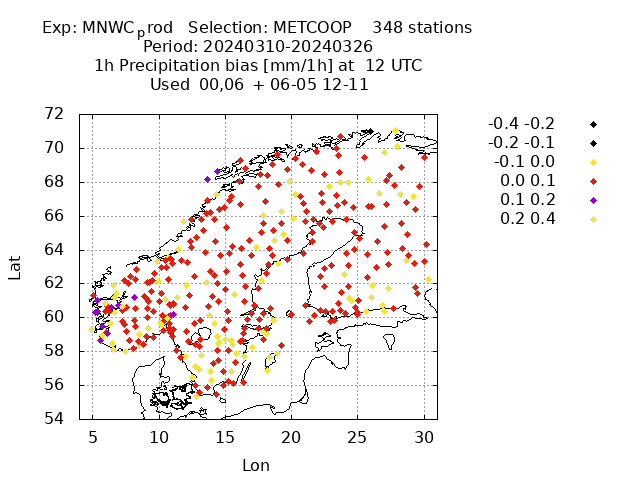 Exp: MNWCprod   Selection: METCOOP    348 stations
Period: 20240310-20240326
1h Precipitation bias [mm/1h] at  12 UTC
Used  00,06  + 06-05 12-11
72
70
68
66
64
62
60
58
56
54
Lat
5 10 15 20 25 30
Lon
-0.4 -0.2
-0.2 -0.1
-0.1 0.0
0.0 0.1
0.1 0.2
0.2 0.4